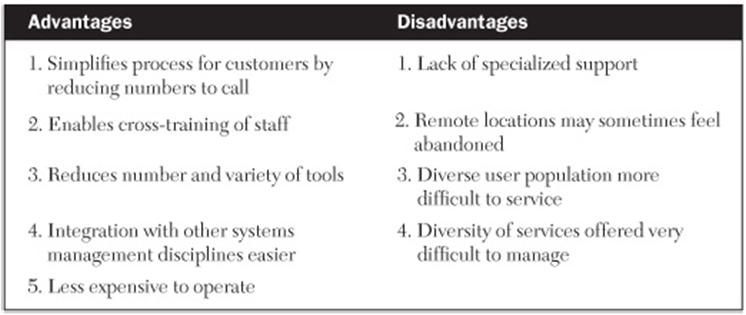 Advantages
Disadvantages
1. Simplifies process for customers by
reducing numbers to call
2. Enables cross-training of staff
3. Reduces number and variety of tools
4. Integration with other systems
management disciplines easier
5. Less expensive to operate
1. Lack of specialized support
2. Remote locations may sometimes feel
abandoned
3. Diverse user population more
difficult to service
4. Diversity of services offered very
difficult to manage